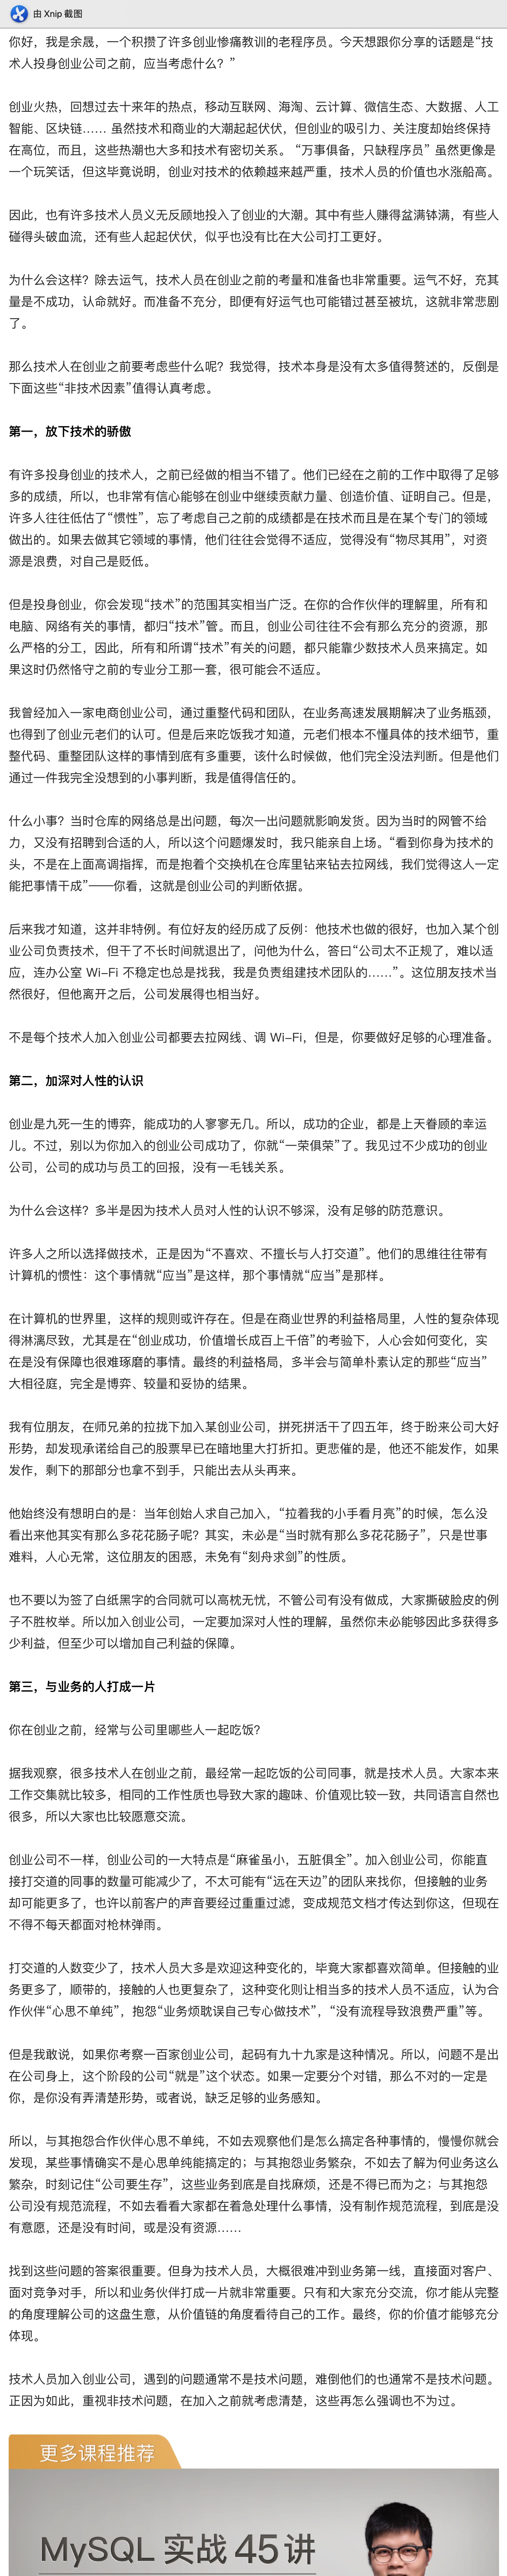 由 Xnip 截图
你好，我是余晟，一个积攒了许多创业惨痛教训的老程序员。今天想跟你分享的话题是“技
术人投身创业公司之前，应当考虑什么？”
创业火热，回想过去十来年的热点，移动互联网、海淘、云计算、微信生态、大数据、人工
智能、区块链…… 虽然技术和商业的大潮起起伏伏，但创业的吸引力、关注度却始终保持
在高位，而且，这些热潮也大多和技术有密切关系。 “万事俱备，只缺程序员” 虽然更像是
一个玩笑话，但这毕竟说明，创业对技术的依赖越来越严重，技术人员的价值也水涨船高。
因此，也有许多技术人员义无反顾地投入了创业的大潮。其中有些人赚得盆满钵满，有些人
碰得头破血流，还有些人起起伏伏，似乎也没有比在大公司打工更好。
为什么会这样？除去运气，技术人员在创业之前的考量和准备也非常重要。运气不好，充其
量是不成功，认命就好。而准备不充分，即便有好运气也可能错过甚至被坑，这就非常悲剧
了。
那么技术人在创业之前要考虑些什么呢？我觉得，技术本身是没有太多值得赘述的，反倒是
下面这些“非技术因素”值得认真考虑。
第一，放下技术的骄傲
有许多投身创业的技术人，之前已经做的相当不错了。他们已经在之前的工作中取得了足够
多的成绩，所以，也非常有信心能够在创业中继续贡献力量、创造价值、证明自己。但是，
许多人往往低估了“惯性”，忘了考虑自己之前的成绩都是在技术而且是在某个专门的领域
做出的。如果去做其它领域的事情，他们往往会觉得不适应，觉得没有“物尽其用”，对资
源是浪费，对自己是贬低。
但是投身创业，你会发现“技术”的范围其实相当广泛。在你的合作伙伴的理解里，所有和
电脑、网络有关的事情，都归“技术”管。而且，创业公司往往不会有那么充分的资源，那
么严格的分工，因此，所有和所谓“技术”有关的问题，都只能靠少数技术人员来搞定。如
果这时仍然恪守之前的专业分工那一套，很可能会不适应。
我曾经加入一家电商创业公司，通过重整代码和团队，在业务高速发展期解决了业务瓶颈，
也得到了创业元老们的认可。但是后来吃饭我才知道，元老们根本不懂具体的技术细节，重
整代码、重整团队这样的事情到底有多重要，该什么时候做，他们完全没法判断。但是他们
通过一件我完全没想到的小事判断，我是值得信任的。
什么小事？当时仓库的网络总是出问题，每次一出问题就影响发货。因为当时的网管不给
力，又没有招聘到合适的人，所以这个问题爆发时，我只能亲自上场。“看到你身为技术的
头，不是在上面高调指挥，而是抱着个交换机在仓库里钻来钻去拉网线，我们觉得这人一定
能把事情干成”——你看，这就是创业公司的判断依据。
后来我才知道，这并非特例。有位好友的经历成了反例：他技术也做的很好，也加入某个创
业公司负责技术，但干了不长时间就退出了，问他为什么，答曰“公司太不正规了，难以适
应，连办公室 Wi-Fi 不稳定也总是找我，我是负责组建技术团队的……”。这位朋友技术当
然很好，但他离开之后，公司发展得也相当好。
不是每个技术人加入创业公司都要去拉网线、调 Wi-Fi，但是，你要做好足够的心理准备。
第二，加深对人性的认识
创业是九死一生的博弈，能成功的人寥寥无几。所以，成功的企业，都是上天眷顾的幸运
儿。不过，别以为你加入的创业公司成功了，你就“一荣俱荣”了。我见过不少成功的创业
公司，公司的成功与员工的回报，没有一毛钱关系。
为什么会这样？多半是因为技术人员对人性的认识不够深，没有足够的防范意识。
许多人之所以选择做技术，正是因为“不喜欢、不擅长与人打交道”。他们的思维往往带有
计算机的惯性：这个事情就“应当”是这样，那个事情就“应当”是那样。
在计算机的世界里，这样的规则或许存在。但是在商业世界的利益格局里，人性的复杂体现
得淋漓尽致，尤其是在“创业成功，价值增长成百上千倍”的考验下，人心会如何变化，实
在是没有保障也很难琢磨的事情。最终的利益格局，多半会与简单朴素认定的那些“应当”
大相径庭，完全是博弈、较量和妥协的结果。
我有位朋友，在师兄弟的拉拢下加入某创业公司，拼死拼活干了四五年，终于盼来公司大好
形势，却发现承诺给自己的股票早已在暗地里大打折扣。更悲催的是，他还不能发作，如果
发作，剩下的那部分也拿不到手，只能出去从头再来。
他始终没有想明白的是：当年创始人求自己加入，“拉着我的小手看月亮”的时候，怎么没
看出来他其实有那么多花花肠子呢？其实，未必是“当时就有那么多花花肠子”，只是世事
难料，人心无常，这位朋友的困惑，未免有“刻舟求剑”的性质。
也不要以为签了白纸黑字的合同就可以高枕无忧，不管公司有没有做成，大家撕破脸皮的例
子不胜枚举。所以加入创业公司，一定要加深对人性的理解，虽然你未必能够因此多获得多
少利益，但至少可以增加自己利益的保障。
第三，与业务的人打成一片
你在创业之前，经常与公司里哪些人一起吃饭？
据我观察，很多技术人在创业之前，最经常一起吃饭的公司同事，就是技术人员。大家本来
工作交集就比较多，相同的工作性质也导致大家的趣味、价值观比较一致，共同语言自然也
很多，所以大家也比较愿意交流。
创业公司不一样，创业公司的一大特点是“麻雀虽小，五脏俱全”。加入创业公司，你能直
接打交道的同事的数量可能减少了，不太可能有“远在天边”的团队来找你，但接触的业务
却可能更多了，也许以前客户的声音要经过重重过滤，变成规范文档才传达到你这，但现在
不得不每天都面对枪林弹雨。
打交道的人数变少了，技术人员大多是欢迎这种变化的，毕竟大家都喜欢简单。但接触的业
务更多了，顺带的，接触的人也更复杂了，这种变化则让相当多的技术人员不适应，认为合
作伙伴“心思不单纯”，抱怨“业务烦耽误自己专心做技术”，“没有流程导致浪费严重”等。
但是我敢说，如果你考察一百家创业公司，起码有九十九家是这种情况。所以，问题不是出
在公司身上，这个阶段的公司“就是”这个状态。如果一定要分个对错，那么不对的一定是
你，是你没有弄清楚形势，或者说，缺乏足够的业务感知。
所以，与其抱怨合作伙伴心思不单纯，不如去观察他们是怎么搞定各种事情的，慢慢你就会
发现，某些事情确实不是心思单纯能搞定的；与其抱怨业务繁杂，不如去了解为何业务这么
繁杂，时刻记住“公司要生存”，这些业务到底是自找麻烦，还是不得已而为之；与其抱怨
公司没有规范流程，不如去看看大家都在着急处理什么事情，没有制作规范流程，到底是没
有意愿，还是没有时间，或是没有资源……
找到这些问题的答案很重要。但身为技术人员，大概很难冲到业务第一线，直接面对客户、
面对竞争对手，所以和业务伙伴打成一片就非常重要。只有和大家充分交流，你才能从完整
的角度理解公司的这盘生意，从价值链的角度看待自己的工作。最终，你的价值才能够充分
体现。
技术人员加入创业公司，遇到的问题通常不是技术问题，难倒他们的也通常不是技术问题。
正因为如此，重视非技术问题，在加入之前就考虑清楚，这些再怎么强调也不为过。
更多课程推荐
MySQL 实战 45 讲